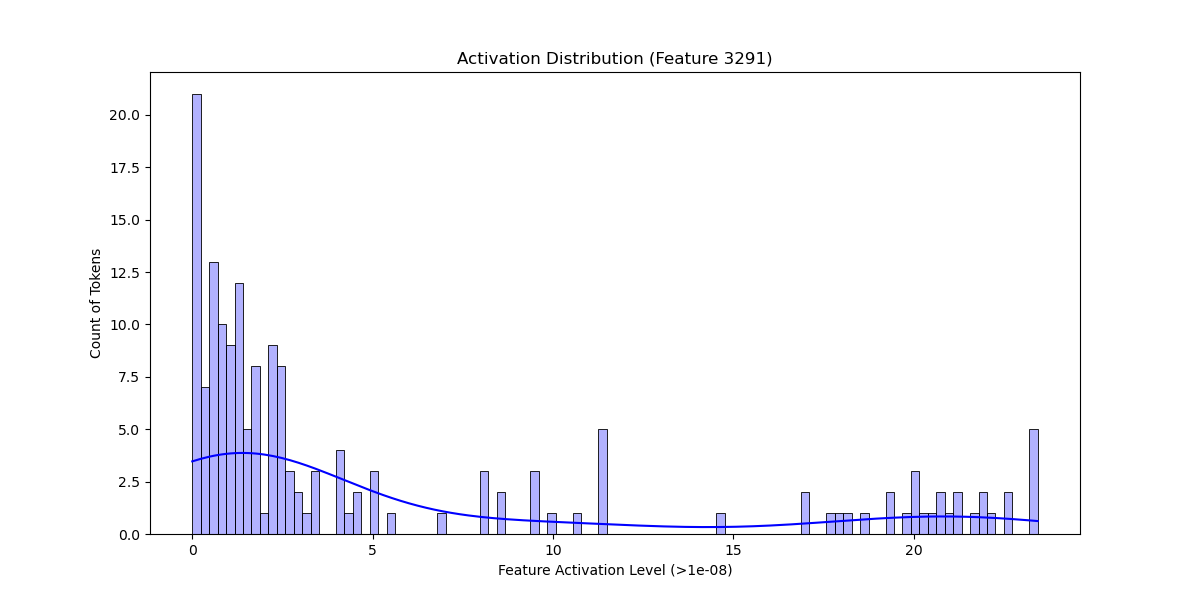 Activation Distribution (Feature 3291)
Count of Tokens
20.0
17.5
15.0
12.5
10.0
7.5
5.0
2.5
0.0
0 5 10 15 20
Feature Activation Level (>1e-08)